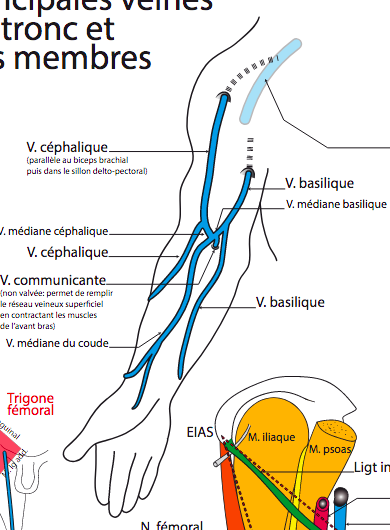 ncipales veines
tronc et
s membres
V. céphalique
(parallèle au biceps brachial
puis dans le sillon delto-pectoral)
V. basilique
V. médiane basilique
V. médiane céphalique
V. céphalique
V. communicante
(non valvée: permet de remplir
le réseau veineux superficiel
en contractant les muscles
de l'avant bras)
V. basilique
V. médiane du coude
Trigone
fémoral
EIAS
M. iliaque
M. psoas
Ligt in
N. fémoral